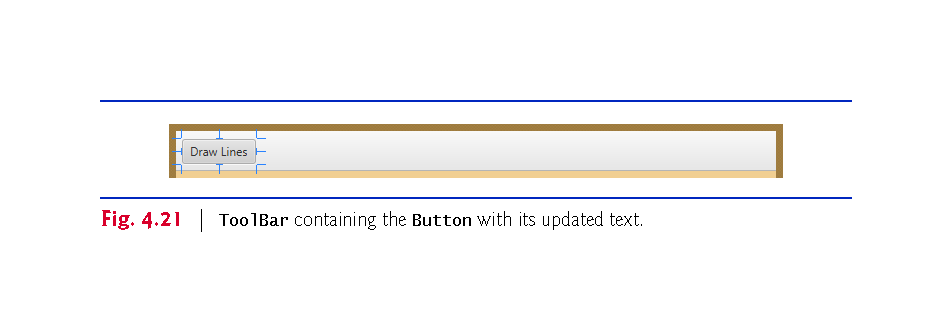 Draw Lines
Fig. 4.21 | ToolBar containing the Button with its updated text.